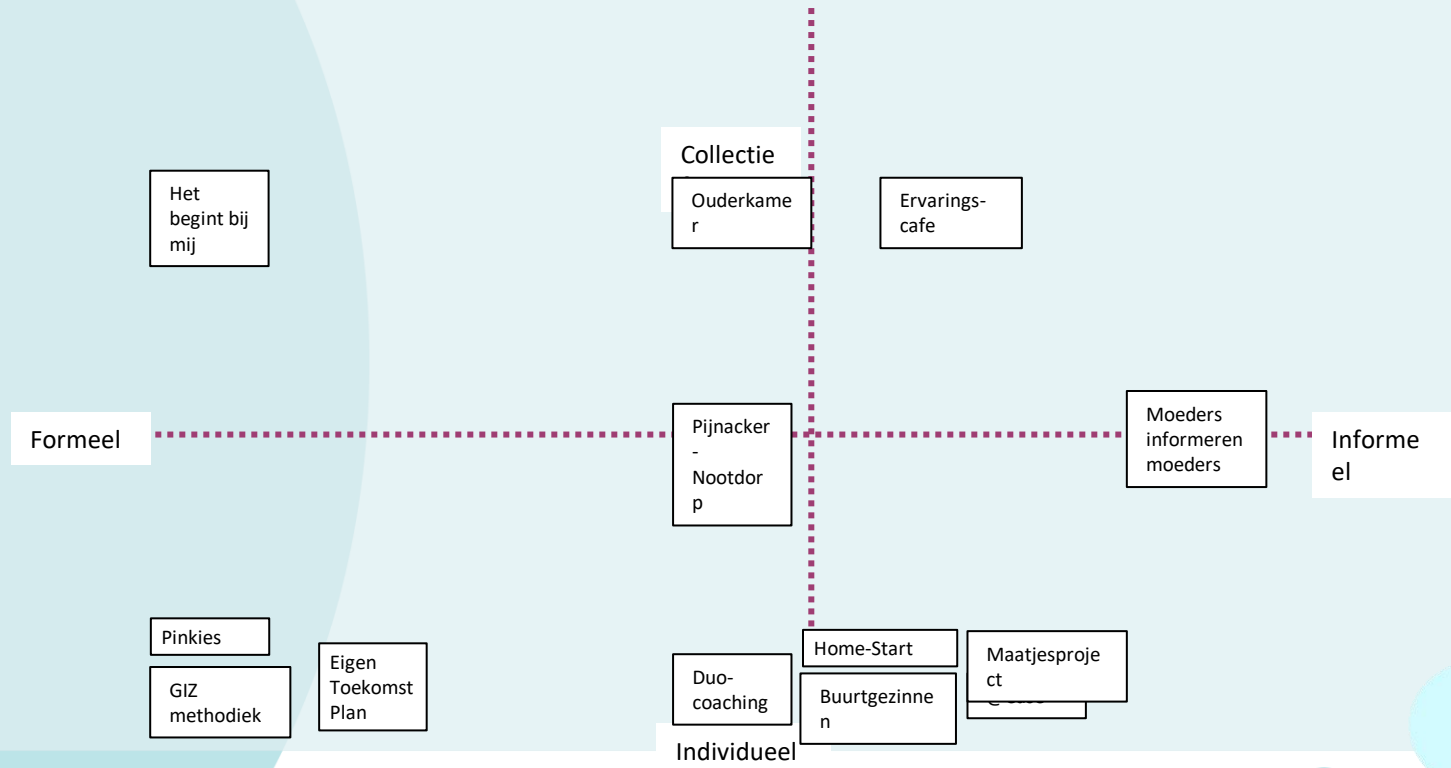 Collectie
Het
begint bij
mij
Ouderkame
r
Ervarings-
cafe
Formeel
Pijnacker
-
Nootdor
p
Moeders
informeren
moeders
Informe
el
Pinkies
GIZ
methodiek
Eigen
Toekomst
Plan
Duo-
coaching
Home-Start
Buurtgezinne
n
Maatjesproje
ct
Individueel